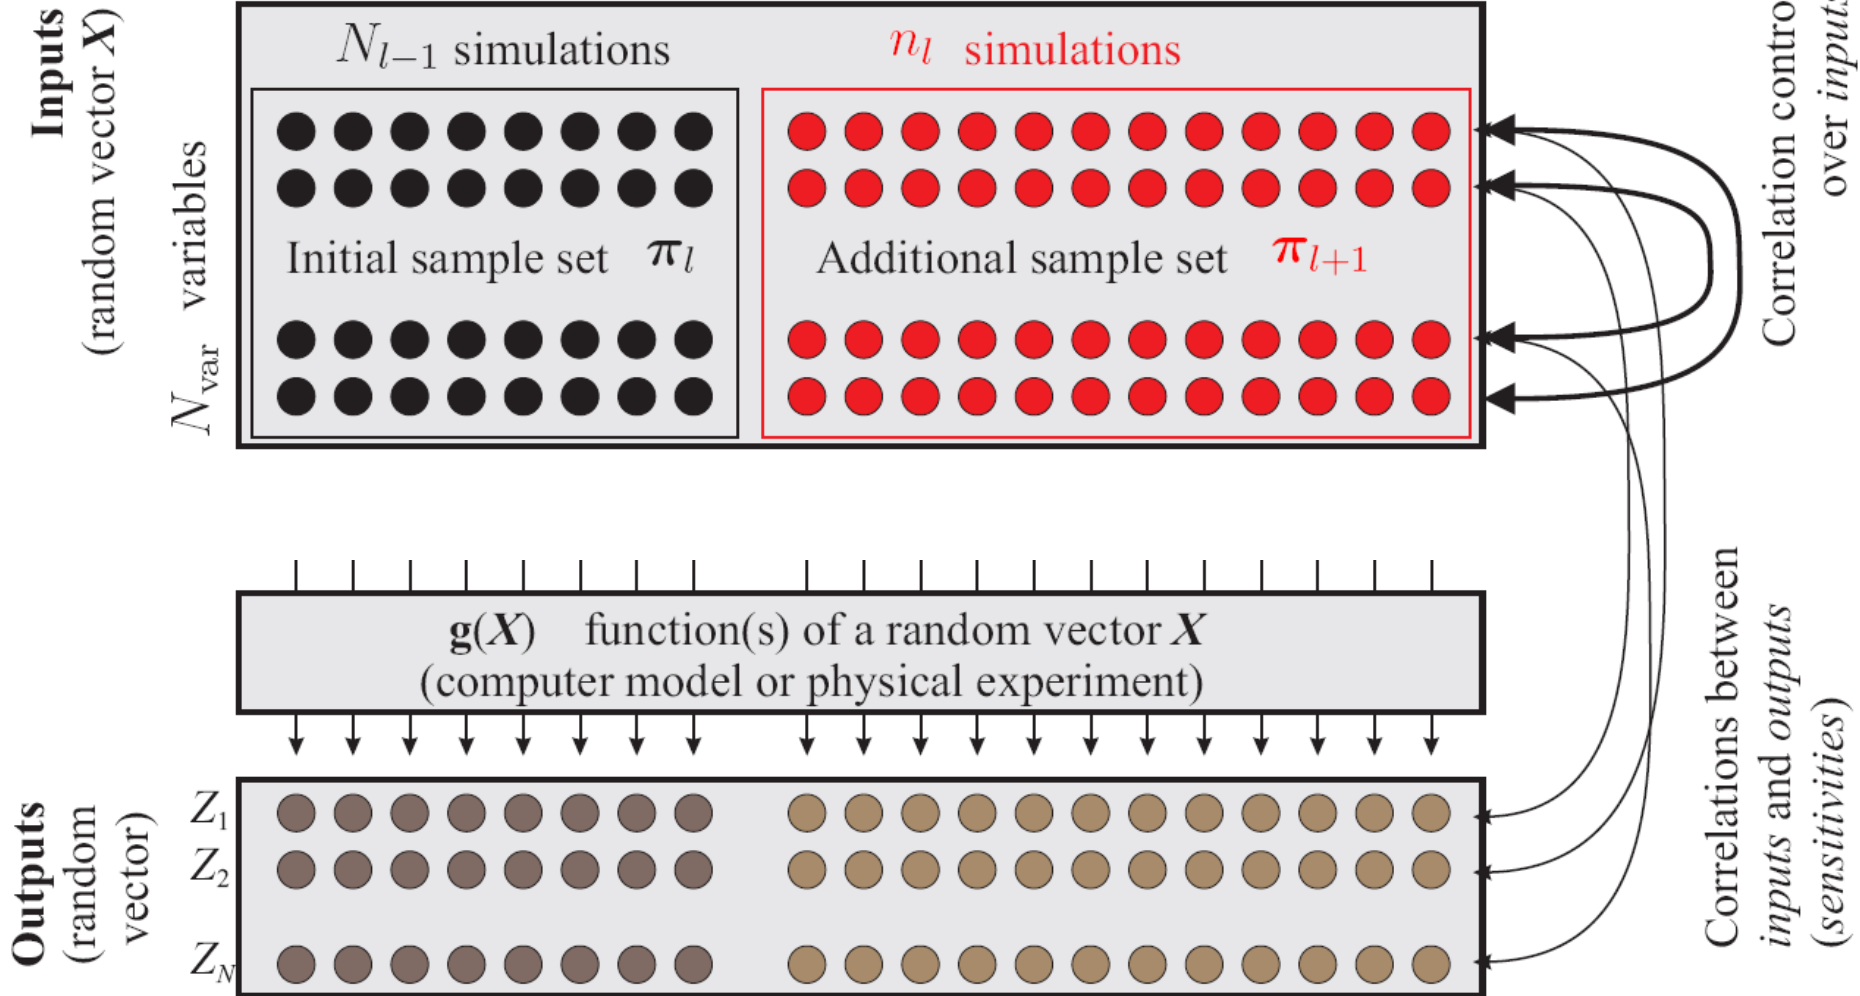 Inputs
(random vector X)
N_var variables
N_{l−1} simulations
n_l simulations
Initial sample set π_l
Additional sample set π_{l+1}
Correlation contro
over inputs
g(X) function(s) of a random vector X
(computer model or physical experiment)
Outputs
(random
vector)
Z_1
Z_2
Z_N
Correlations between
inputs and outputs
(sensitivities)